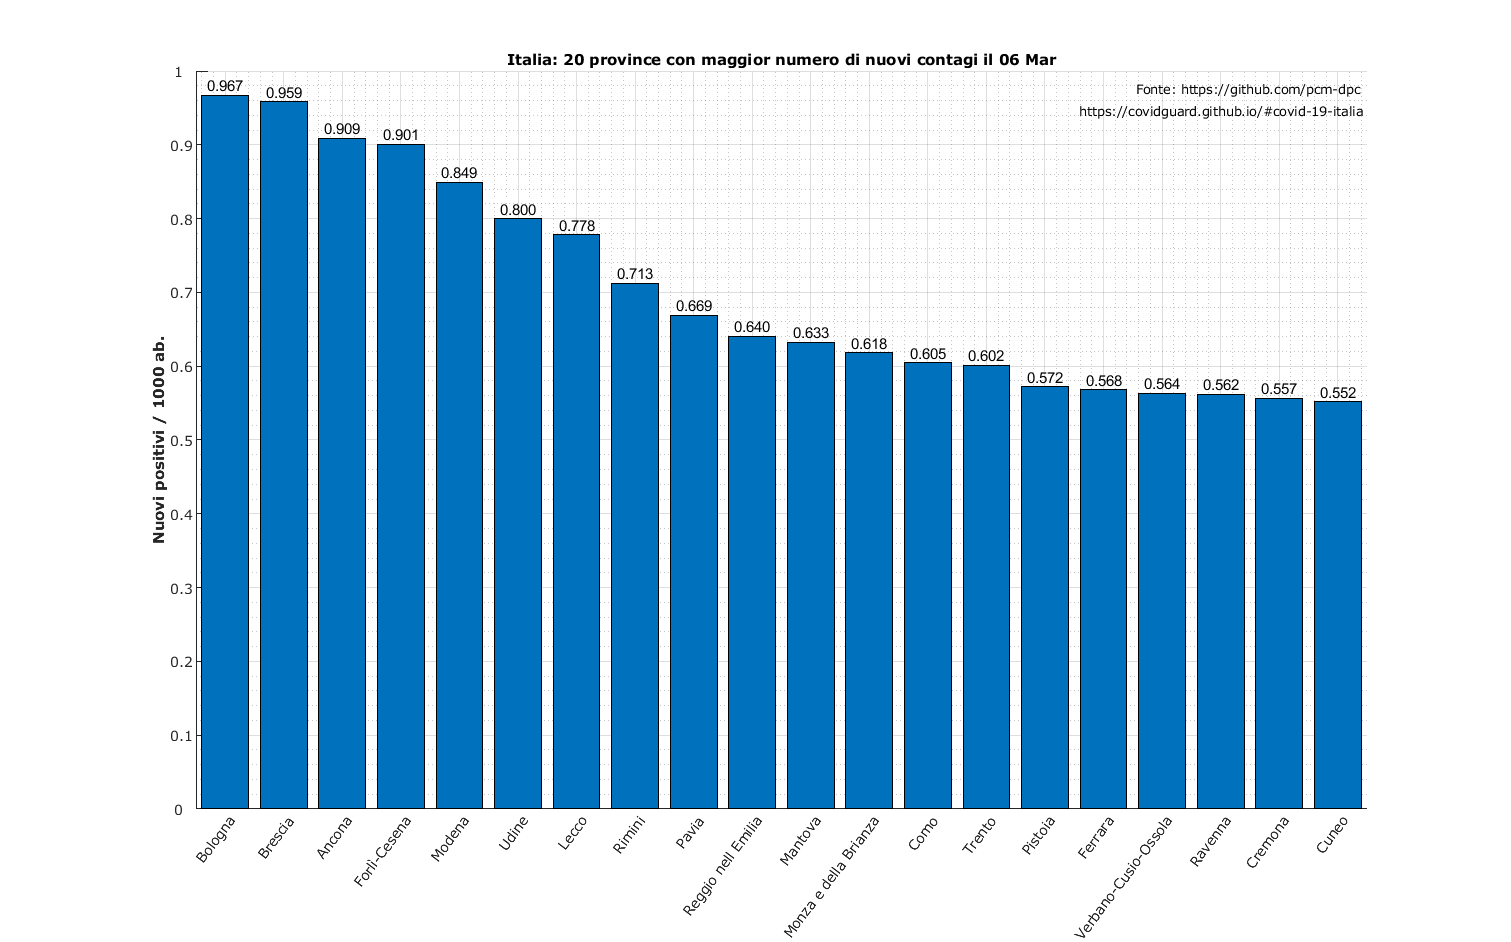 Italia: 20 province con maggior numero di nuovi contagi il 06 Mar
Fonte: https://github.com/pcm-dpc
https://covidguard.github.io/#covid-19-italia
Nuovi positivi / 1000 ab.
1
0.9
0.8
0.7
0.6
0.5
0.4
0.3
0.2
0.1
0
0.967
0.959
0.909
0.901
0.849
0.800
0.778
0.713
0.669
0.640
0.633
0.618
0.605
0.602
0.572
0.568
0.564
0.562
0.557
0.552
Bologna
Brescia
Ancona
Forlì-Cesena
Modena
Udine
Lecco
Rimini
Pavia
Reggio nell Emilia
Mantova
Monza e della Brianza
Como
Trento
Pistoia
Ferrara
Verbano-Cusio-Ossola
Ravenna
Cremona
Cuneo